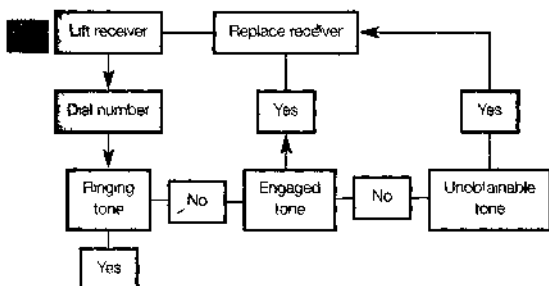 Lift receiver
Replace receiver
Dial number
Yes
Yes
Ringing
tone
No
Engaged
tone
No
Unobtainable
tone
Yes